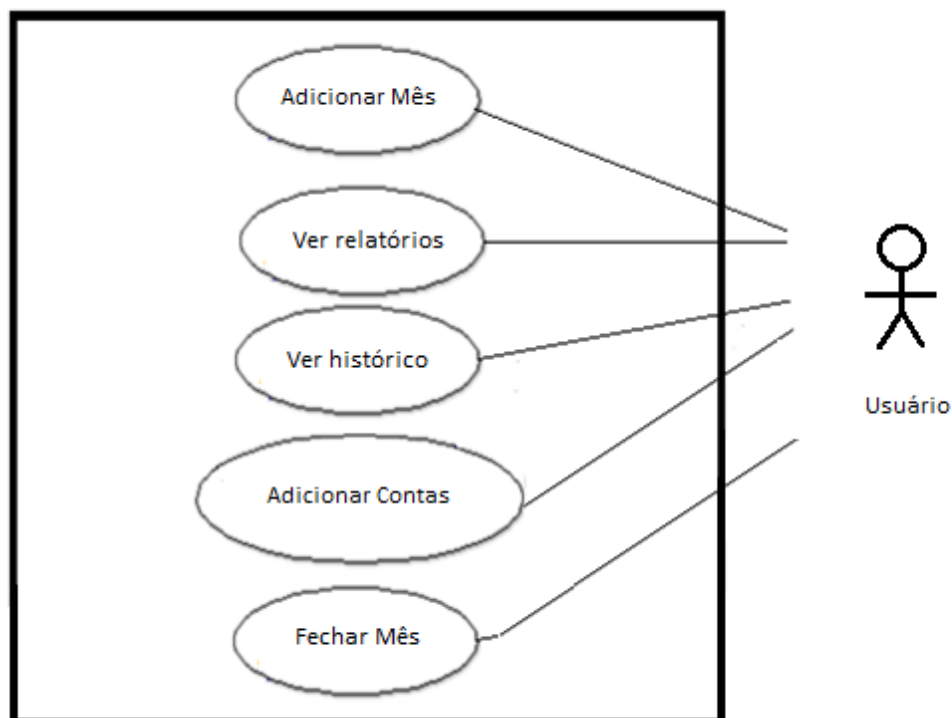 Adicionar Mês
Ver relatórios
Ver histórico
Usuário
Adicionar Contas
Fechar Mês